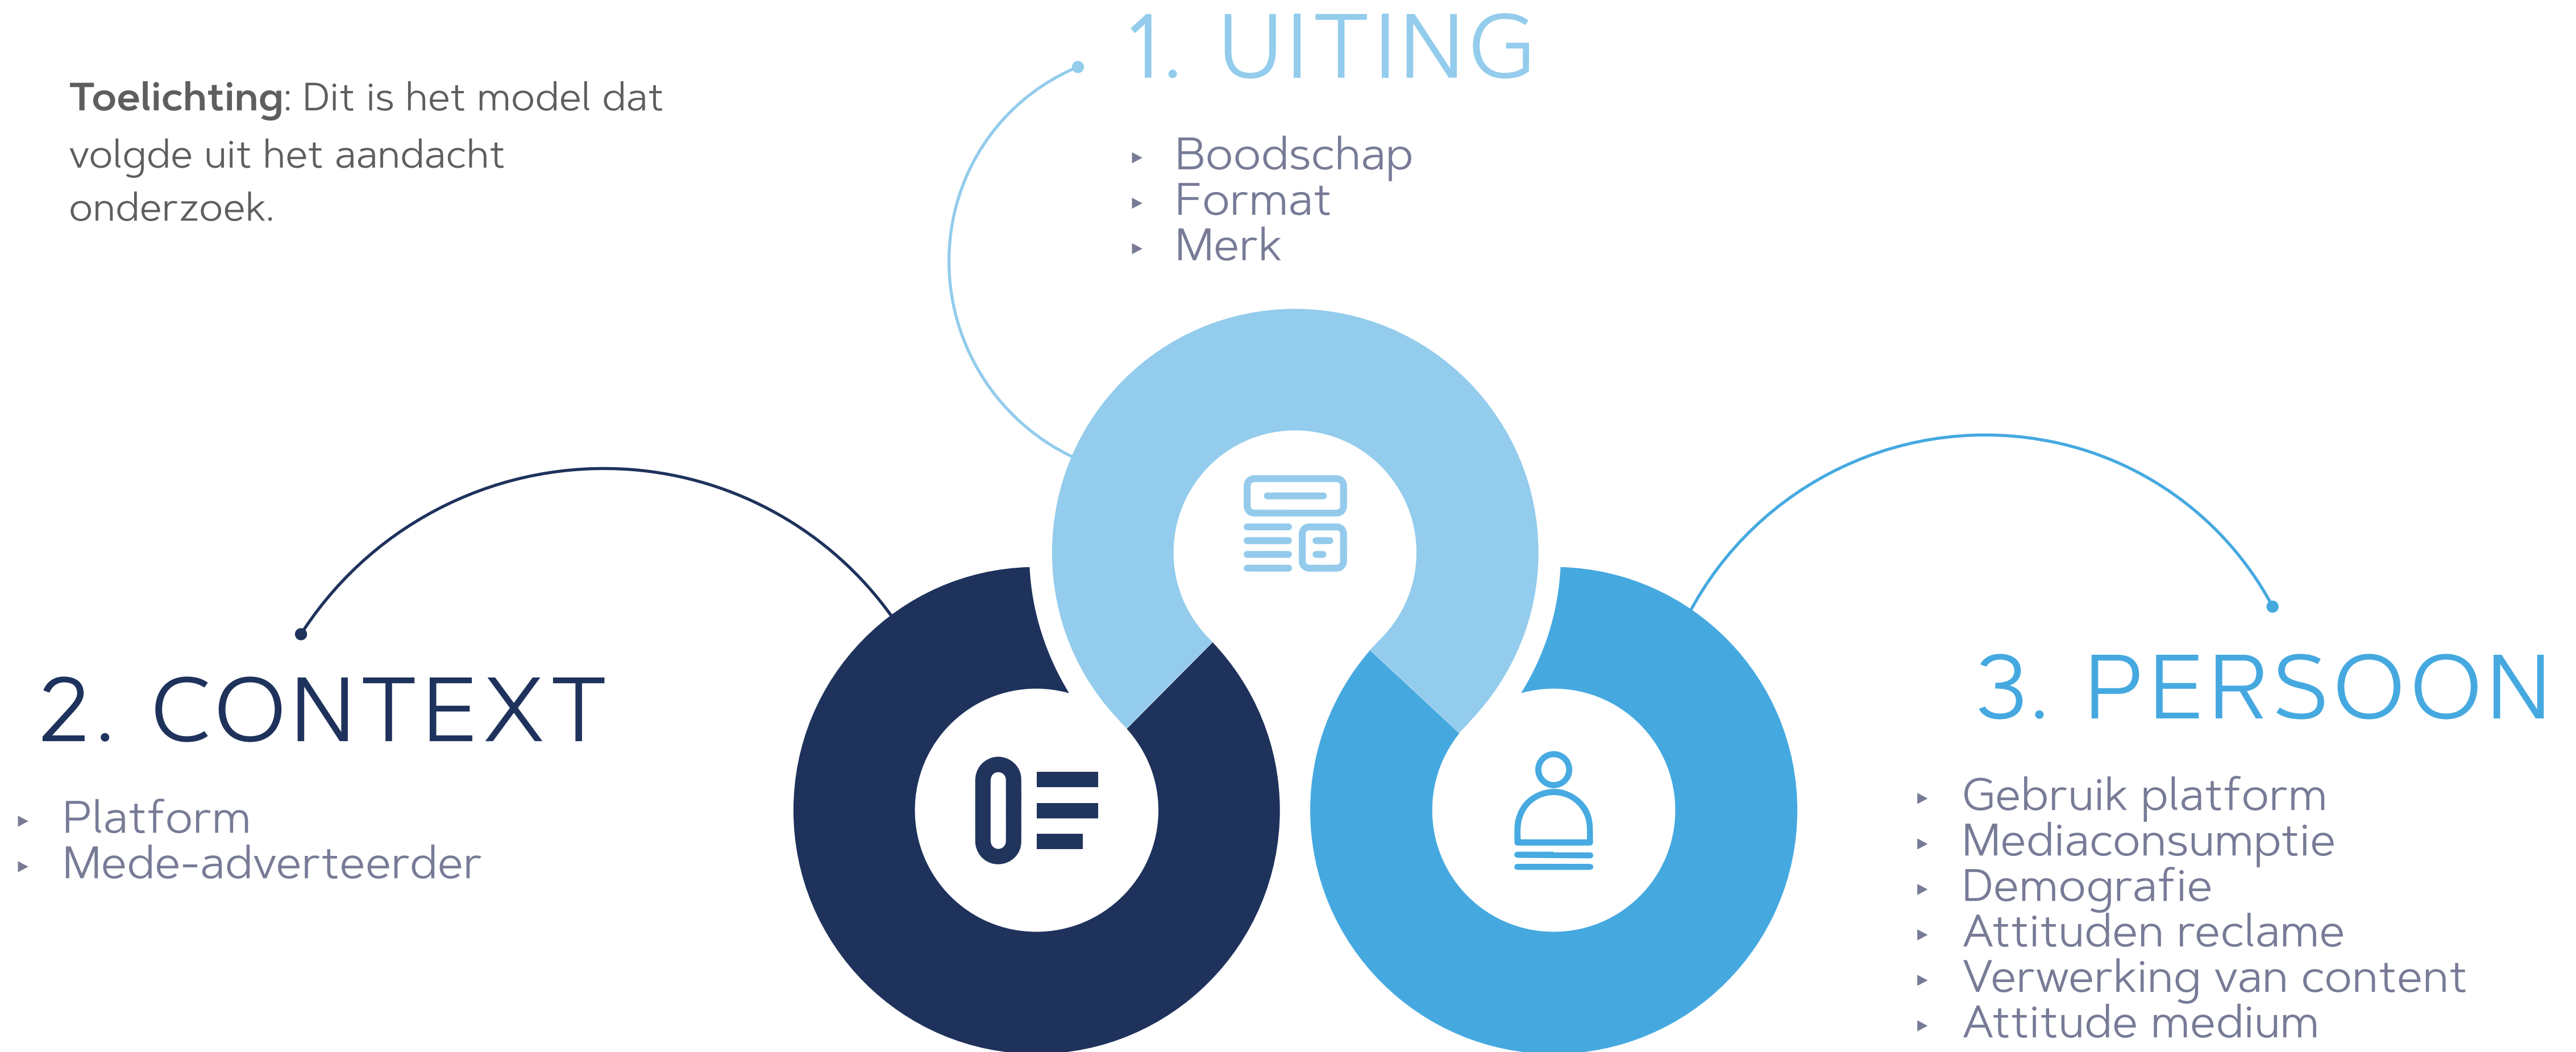 Toelichting: Dit is het model dat
volgde uit het aandacht
onderzoek.
1. UITING
▸ Boodschap
▸ Format
▸ Merk
2. CONTEXT
▸ Platform
▸ Mede-adverteerder
3. PERSOON
▸ Gebruik platform
▸ Mediaconsumptie
▸ Demografie
▸ Attituden reclame
▸ Verwerking van content
▸ Attitude medium